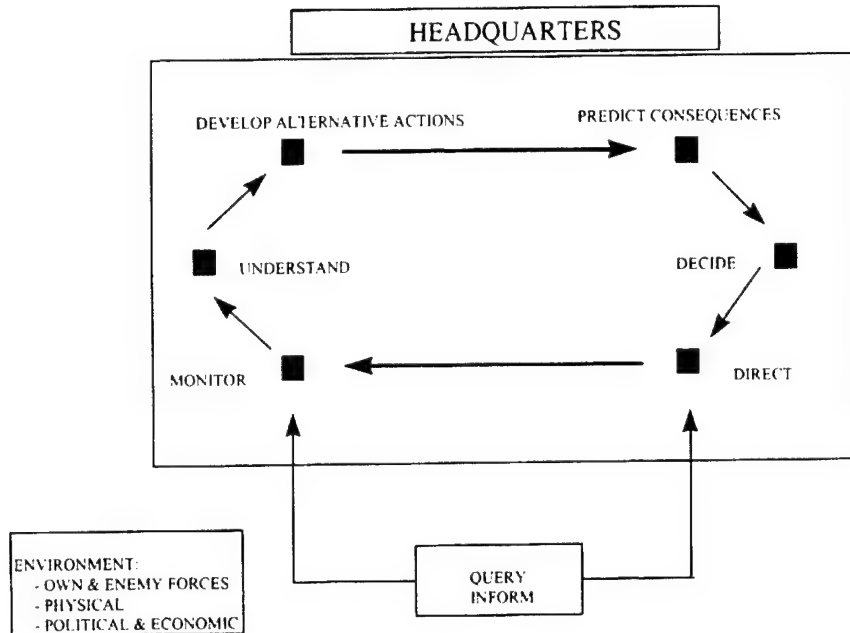 HEADQUARTERS
DEVELOP ALTERNATIVE ACTIONS
PREDICT CONSEQUENCES
UNDERSTAND
DECIDE
MONITOR
DIRECT
ENVIRONMENT:
- OWN & ENEMY FORCES
- PHYSICAL
- POLITICAL & ECONOMIC
QUERY
INFORM